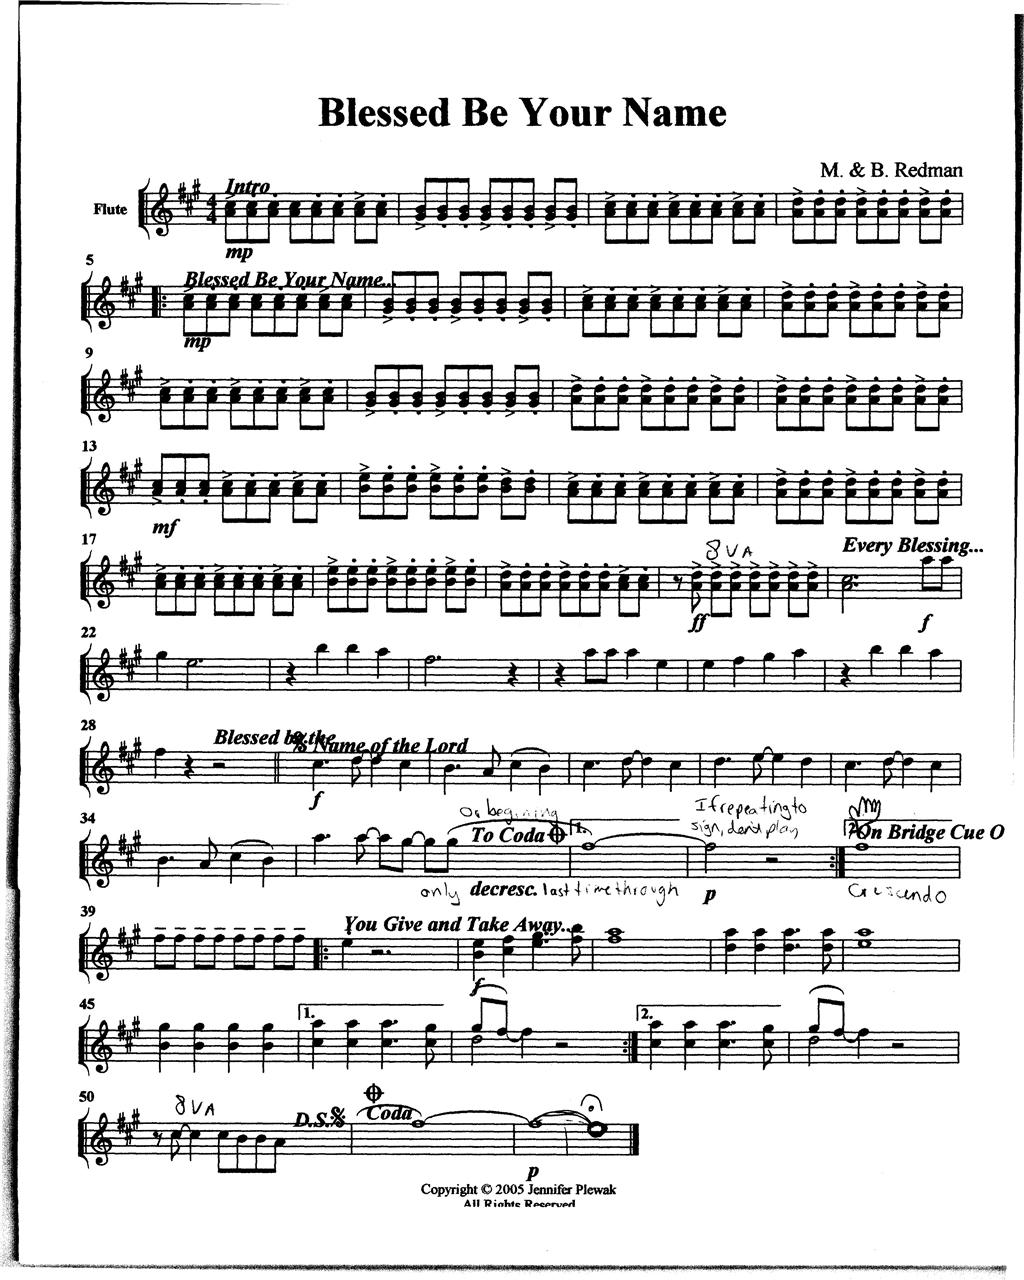 Blessed Be Your Name
M. & B. Redman
Intro
Flute
mp
5
Blessed Be Your Name...
mp
9
13
mf
17
8VA
Every Blessing...
ff
f
22
28
Blessed be the
Name of the Lord
f
34
Or begining
To Coda
1.
If repeating to
sign, don't play
2.
On Bridge Cue O
only decresc. last time through
p
Crescendo
39
You Give and Take Away...
f
45
1.
2.
50
8VA
D.S.
Coda
p
Copyright © 2005 Jennifer Plewak
All Rights Reserved